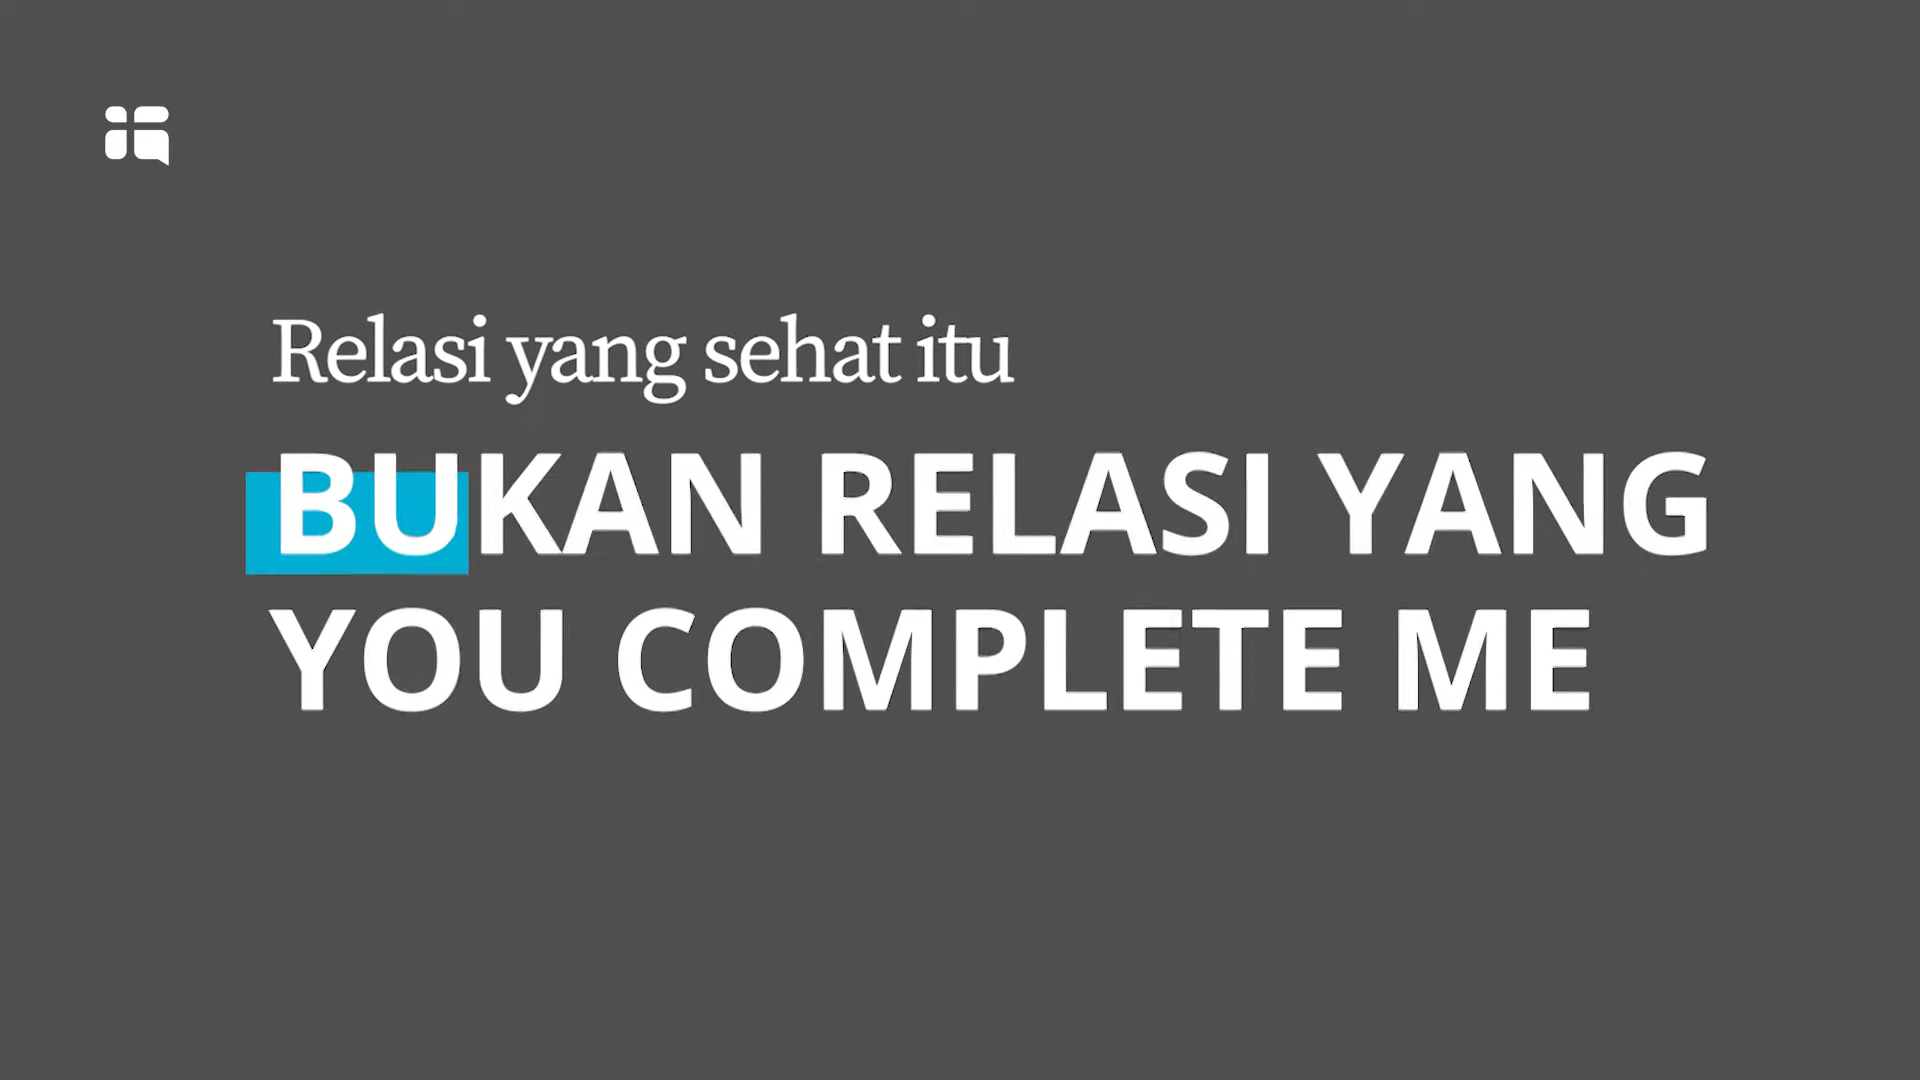 Relasi yang sehat itu
BUKAN RELASI YANG
YOU COMPLETE ME